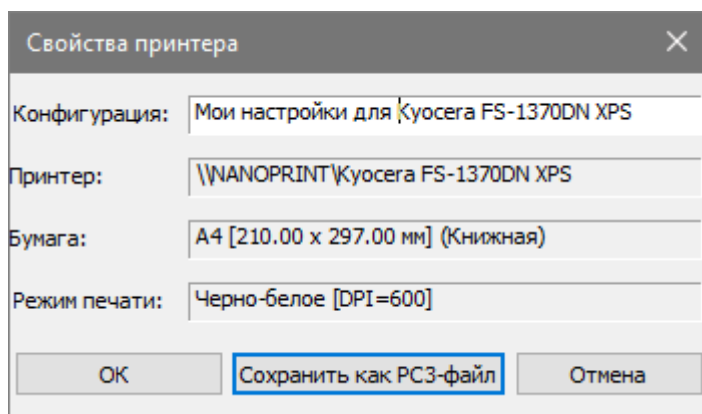 Свойства принтера
Конфигурация: Мои настройки для Kyocera FS-1370DN XPS
Принтер: \\NANOPRINT\Kyocera FS-1370DN XPS
Бумага: A4 [210.00 x 297.00 мм] (Книжная)
Режим печати: Черно-белое [DPI=600]
ОК Сохранить как PC3-файл Отмена